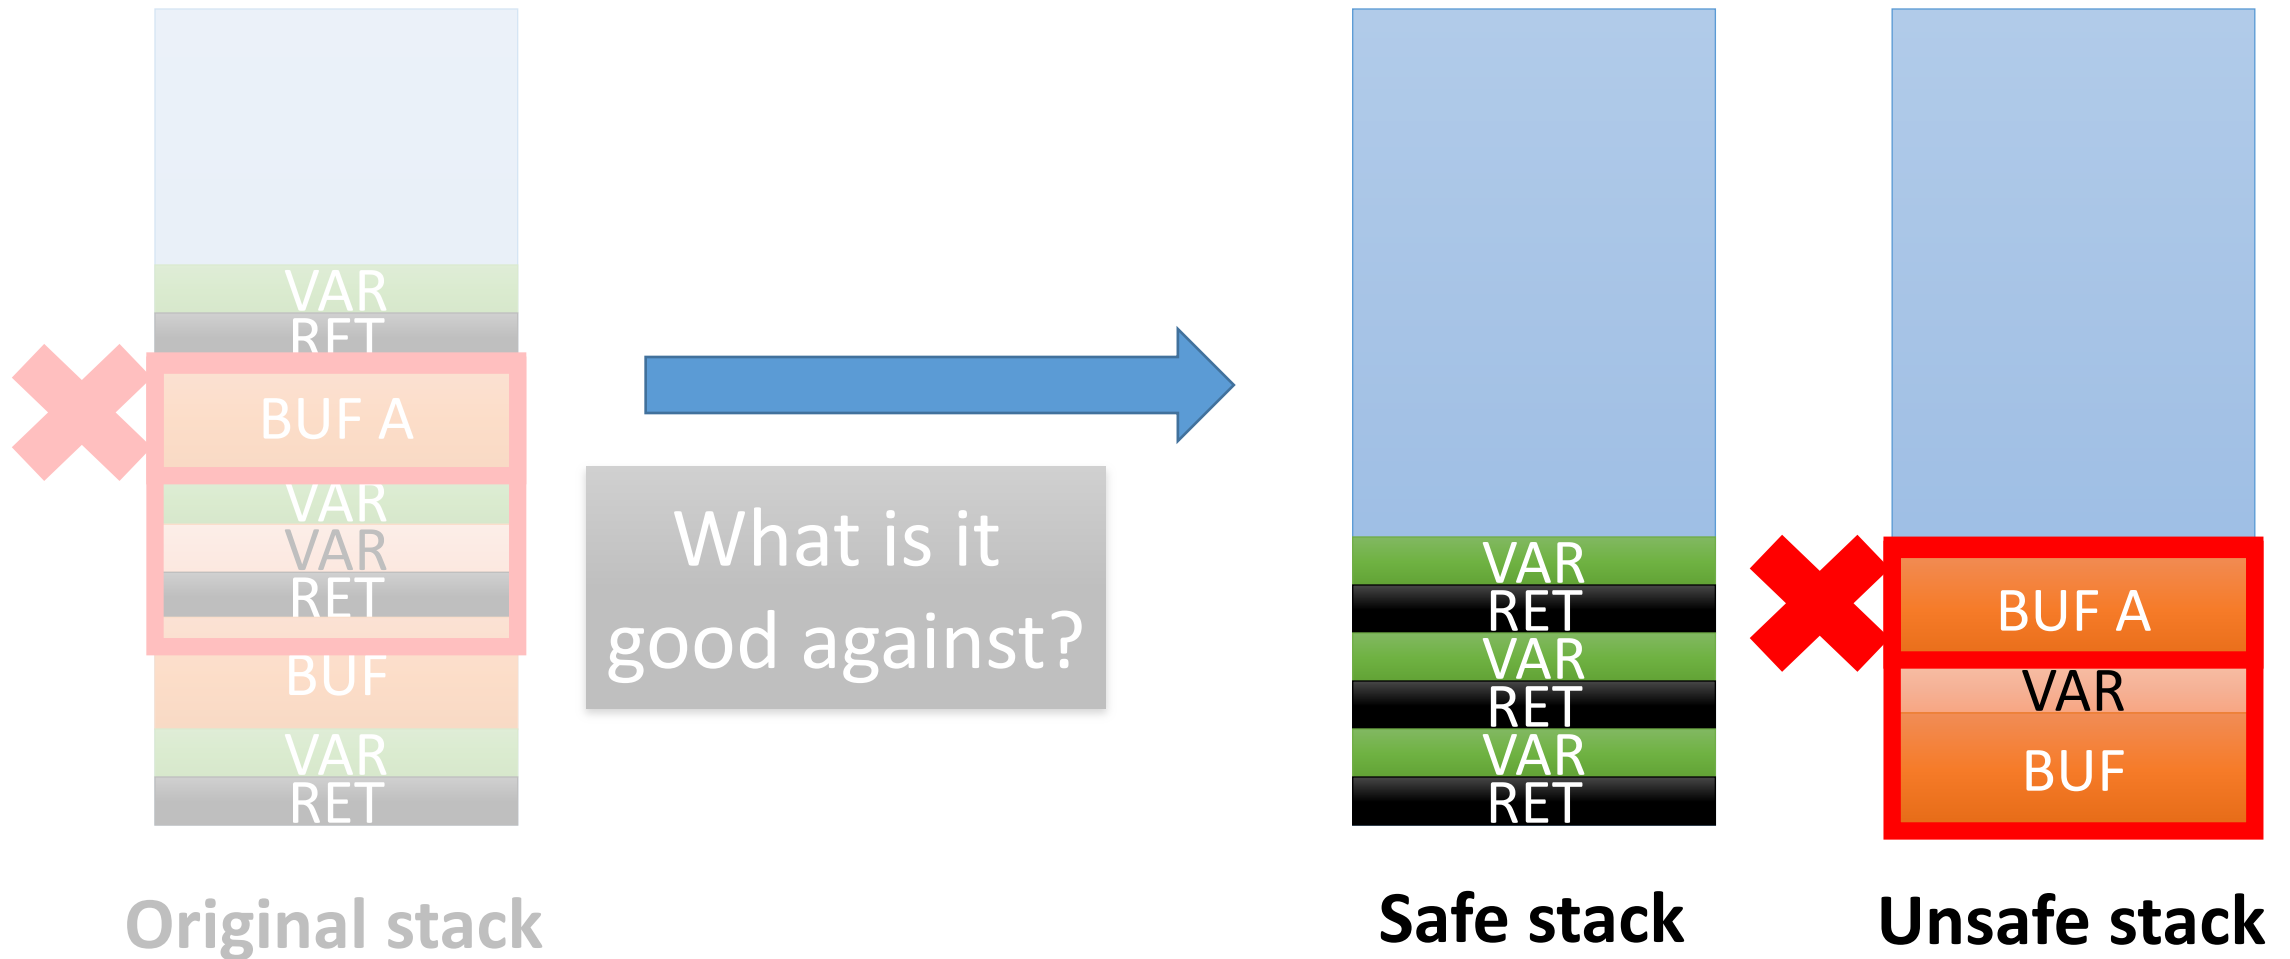 VAR
RET
BUF A
VAR
VAR
RET
BUF
VAR
RET
Original stack
What is it
good against?
VAR
RET
VAR
RET
VAR
RET
Safe stack
BUF A
VAR
BUF
Unsafe stack